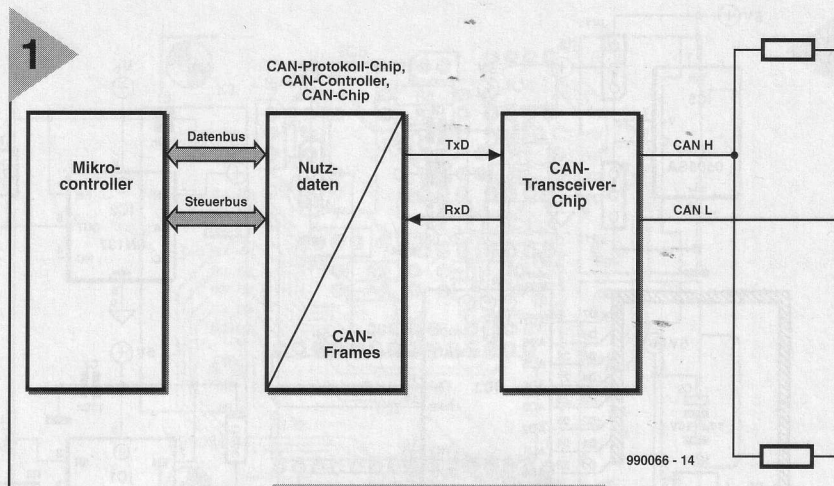 1
CAN-Protokoll-Chip,
CAN-Controller,
CAN-Chip
Mikro-
controller
Datenbus
Steuerbus
Nutz-
daten
CAN-
Frames
TxD
RxD
CAN-
Transceiver-
Chip
CAN H
CAN L
990066 - 14